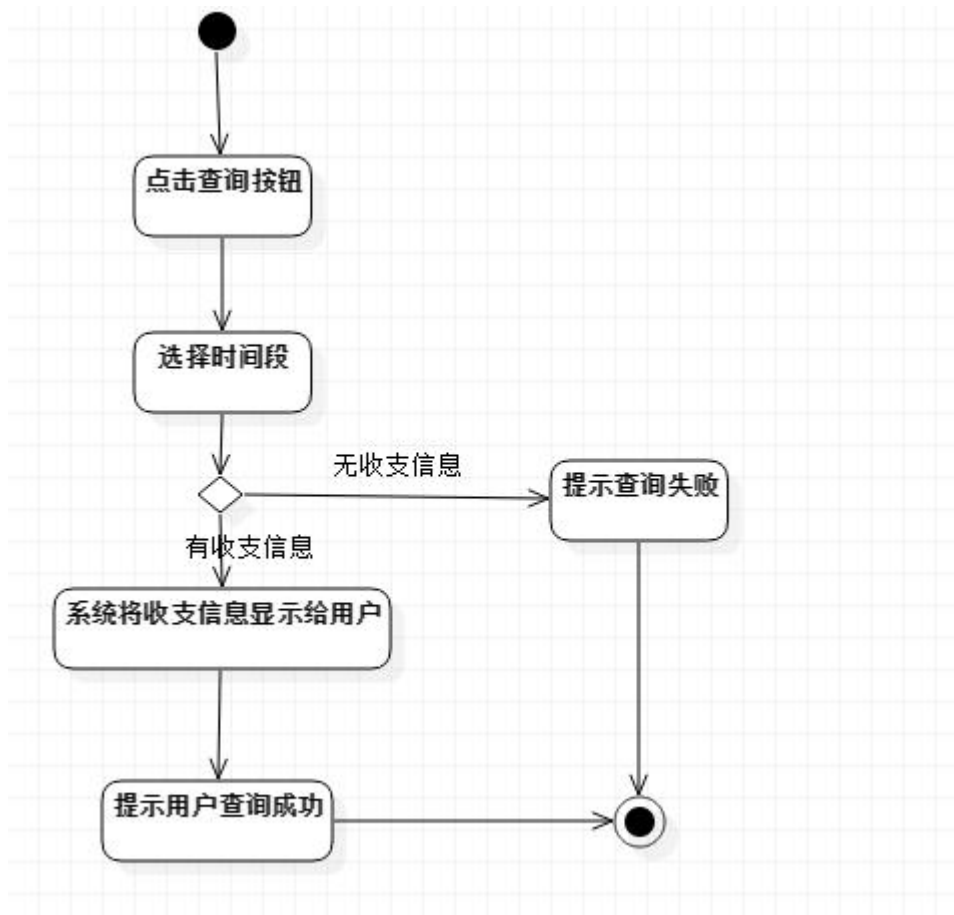 点击查询按钮
选择时间段
无收支信息
提示查询失败
有收支信息
系统将收支信息显示给用户
提示用户查询成功